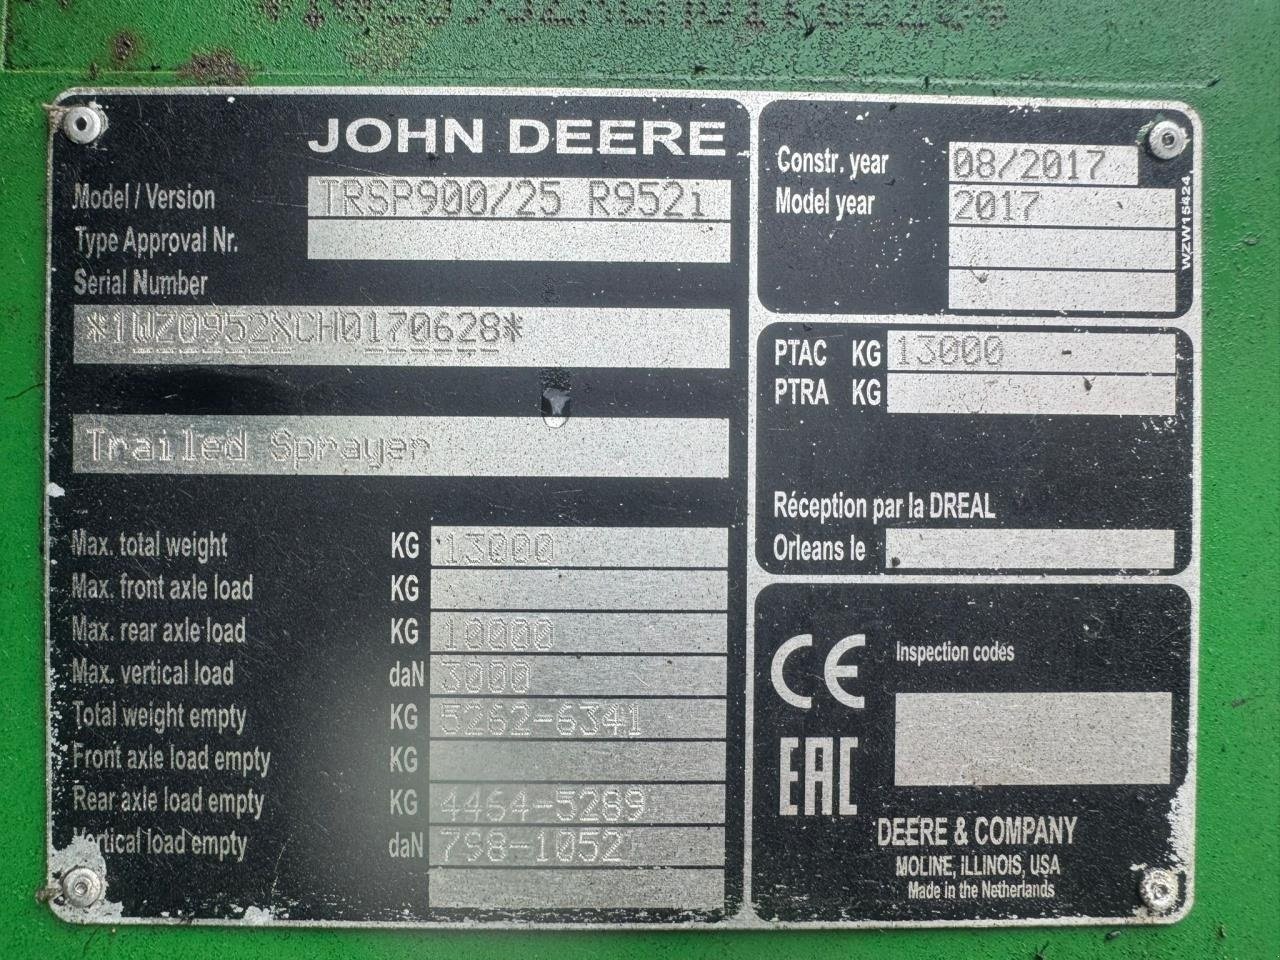 JOHN DEERE
Model / Version TRSP900/25 R952i
Type Approval Nr.
Serial Number
*1WZ0952XCH0170628*
Trailed Sprayer
Max. total weight KG 13000
Max. front axle load KG
Max. rear axle load KG 10000
Max. vertical load daN 3000
Total weight empty KG 5262-6341
Front axle load empty KG
Rear axle load empty KG 4464-5289
Vertical load empty daN 798-1052
Constr. year 08/2017
Model year 2017
WZW15424
PTAC KG 13000
PTRA KG
Réception par la DREAL
Orleans le
CE
Inspection codes
EAC
DEERE & COMPANY
MOLINE, ILLINOIS, USA
Made in the Netherlands